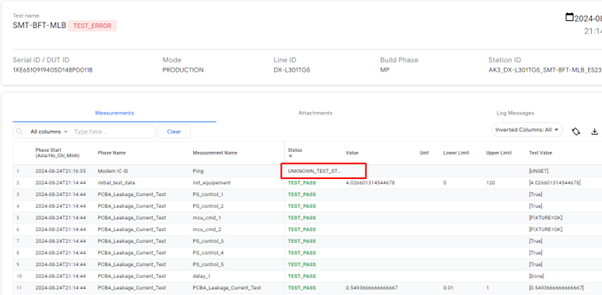 Test name
SMT-BFT-MLB TEST_ERROR
2024-08
21:14
Serial ID / DUT ID Mode Line ID Build Phase Station ID
PRODUCTION DX-L301TG5 MP AK3_DX-L301TG5_SMT-BFT-MLB_ES23
Measurements Attachments Log Messages
All columns Type here... Clear Inverted Columns: All
Phase Start (Asia/Ho_Chi_Minh) Phase Name Measurement Name Status Value Unit Lower Limit Upper Limit Test Value
1 2024-08-24T21:16:55 Modem IC ID Ping UNKNOWN_TEST_ST... [UNSET]
2 2024-08-24T21:14:44 initial_test_data init_equipement TEST_PASS 4.026601314544678 0 120 [4.026601314544678]
3 2024-08-24T21:14:44 PCBA_Leakage_Current_Test PS_control_1 TEST_PASS [True]
4 2024-08-24T21:14:44 PCBA_Leakage_Current_Test PS_control_2 TEST_PASS [True]
5 2024-08-24T21:14:44 PCBA_Leakage_Current_Test mcu_cmd_1 TEST_PASS [FIXTURE1OK]
6 2024-08-24T21:14:44 PCBA_Leakage_Current_Test PS_control_3 TEST_PASS [True]
7 2024-08-24T21:14:44 PCBA_Leakage_Current_Test mcu_cmd_2 TEST_PASS [FIXTURE1OK]
8 2024-08-24T21:14:44 PCBA_Leakage_Current_Test PS_control_4 TEST_PASS [True]
9 2024-08-24T21:14:44 PCBA_Leakage_Current_Test PS_control_5 TEST_PASS [True]
10 2024-08-24T21:14:44 PCBA_Leakage_Current_Test delay_1 TEST_PASS [Done]
11 2024-08-24T21:14:44 PCBA_Leakage_Current_Test PCBA_Leakage_Current_Test TEST_PASS 0.01 1